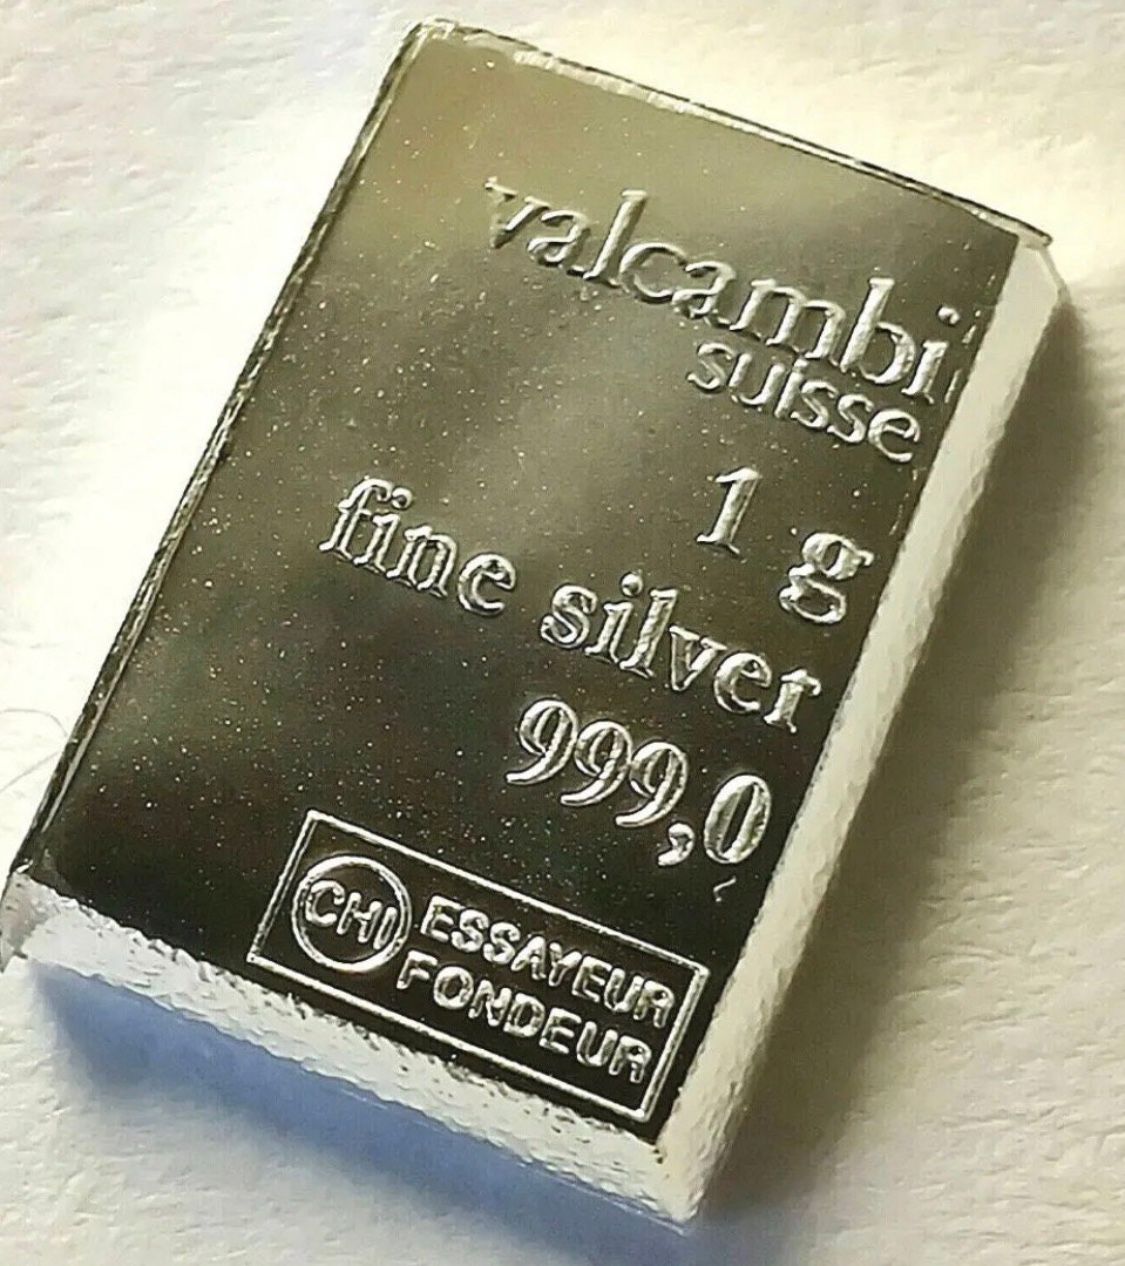 valcambi
suisse
1 g
fine silver
999,0
CHI ESSAYEUR
FONDEUR